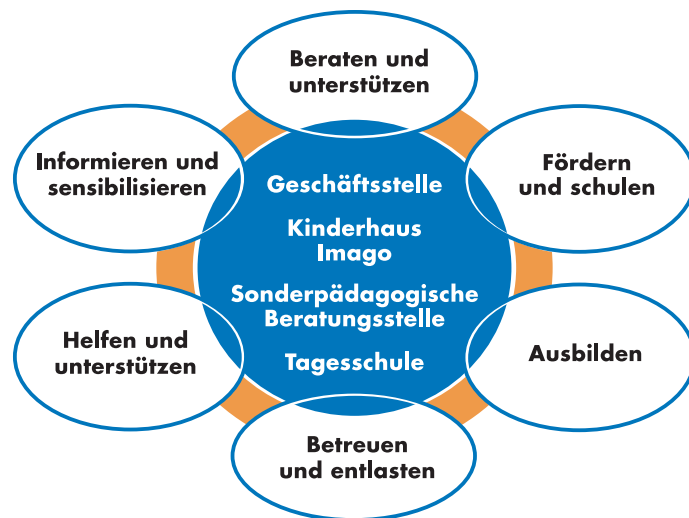 Beraten und
unterstützen
Informieren und
sensibilisieren
Fördern
und schulen
Geschäftsstelle
Kinderhaus
Imago
Sonderpädagogische
Beratungsstelle
Tagesschule
Helfen und
unterstützen
Ausbilden
Betreuen
und entlasten